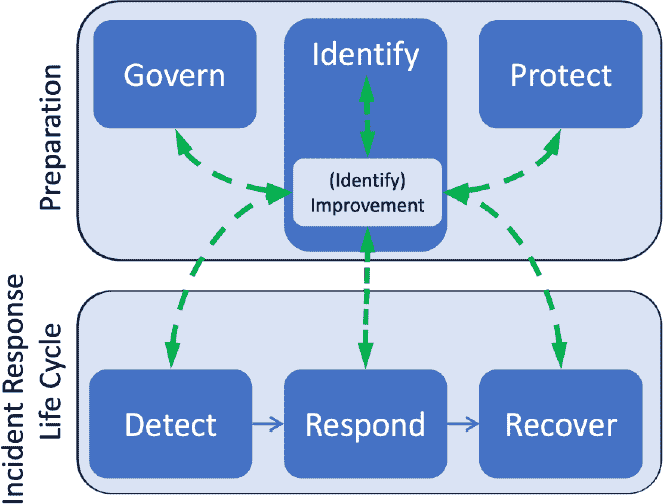 Preparation
Govern
Identify
Protect
(Identify)
Improvement
Incident Response
Life Cycle
Detect
Respond
Recover